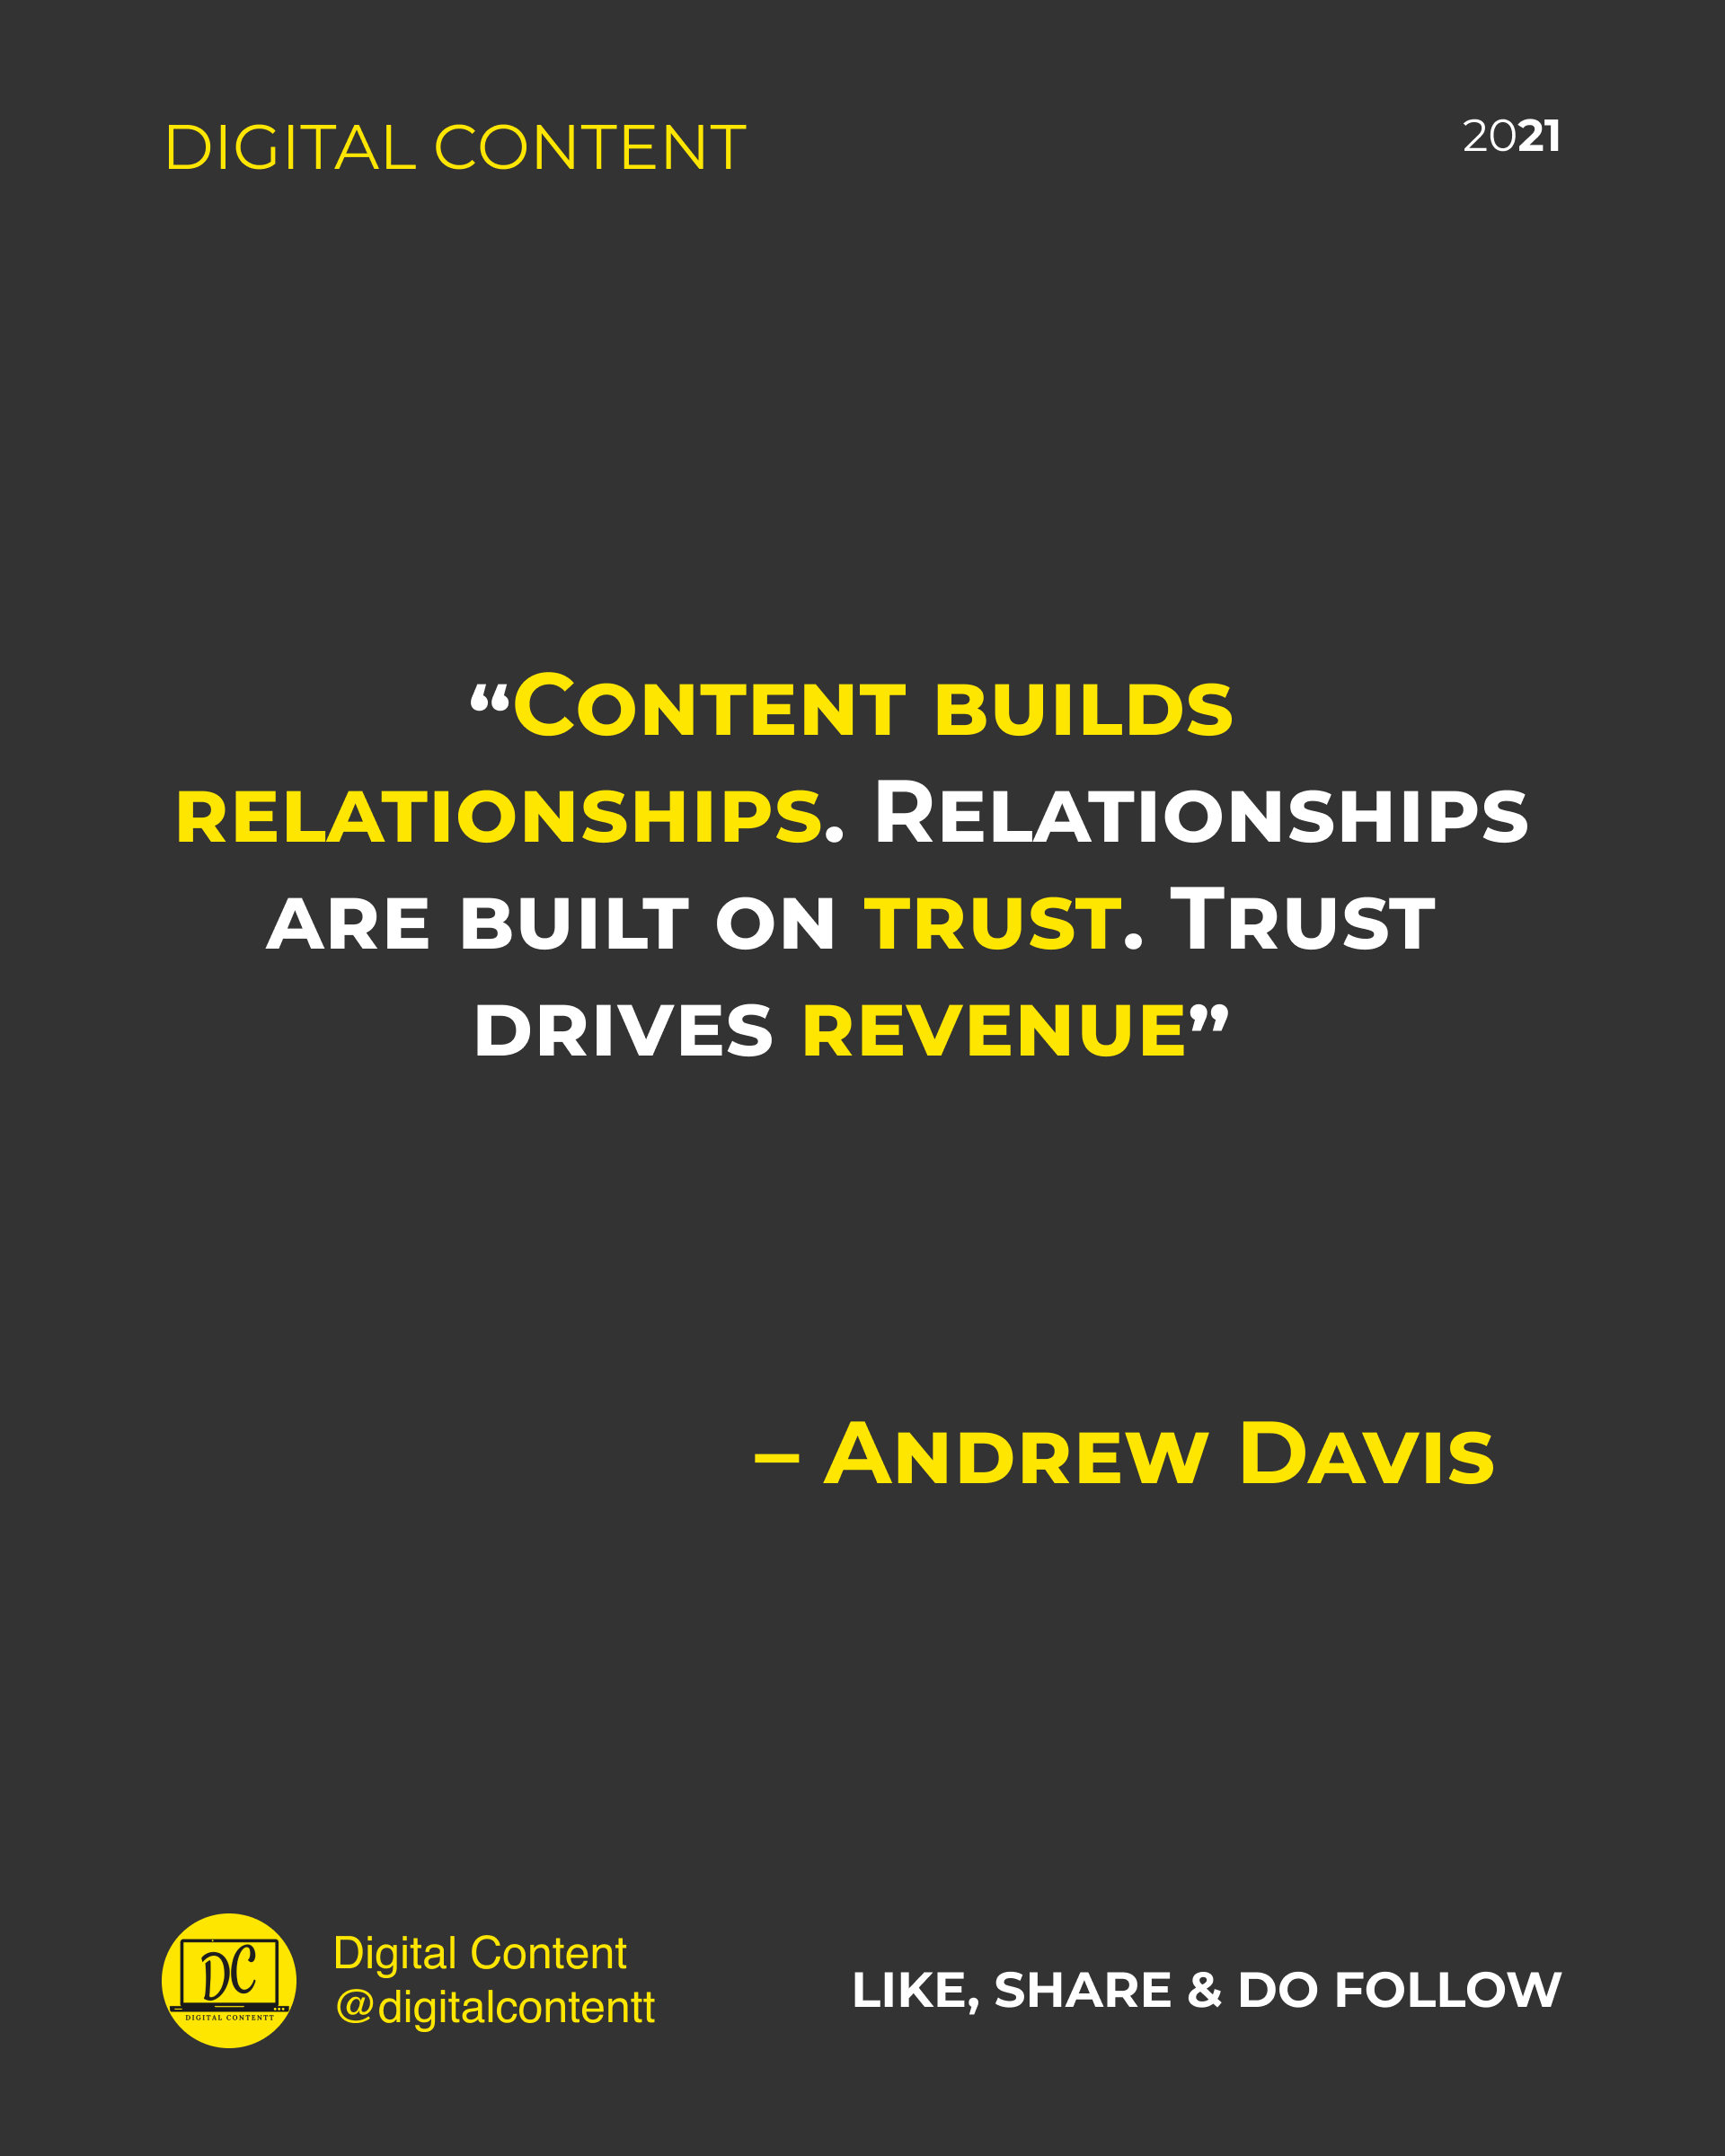 DIGITAL CONTENT
2021
“Content builds
relationships. Relationships
are built on trust. Trust
drives revenue”
– Andrew Davis
DC
DIGITAL CONTENTT
Digital Content
@digitalcontentt
LIKE, SHARE & DO FOLLOW